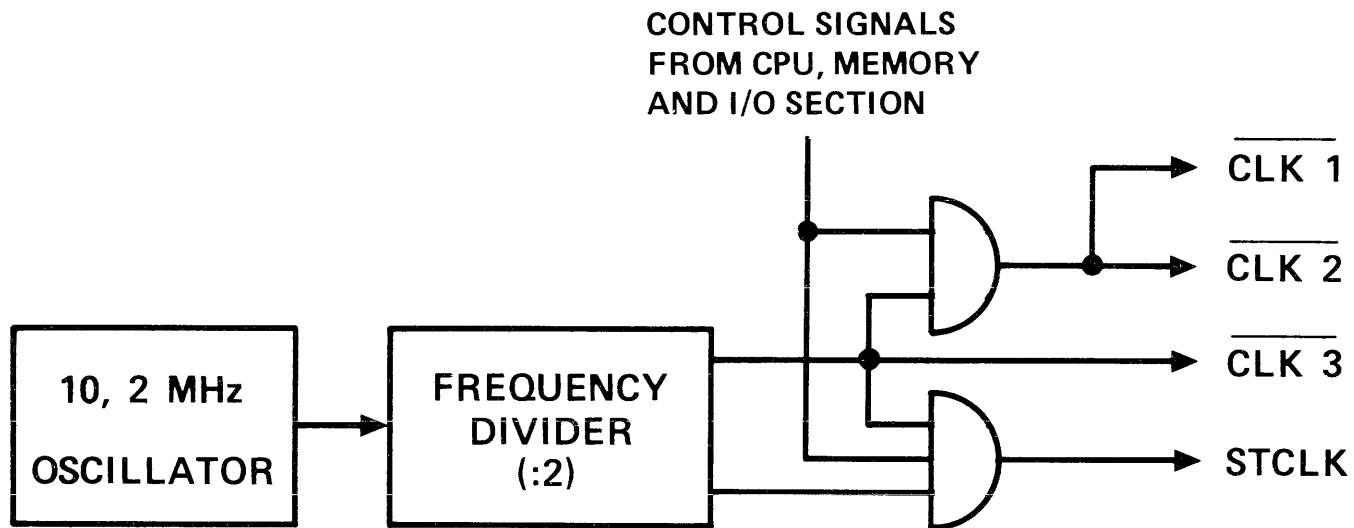 CONTROL SIGNALS
FROM CPU, MEMORY
AND I/O SECTION
CLK 1
CLK 2
CLK 3
STCLK
10, 2 MHz
OSCILLATOR
FREQUENCY
DIVIDER
(:2)